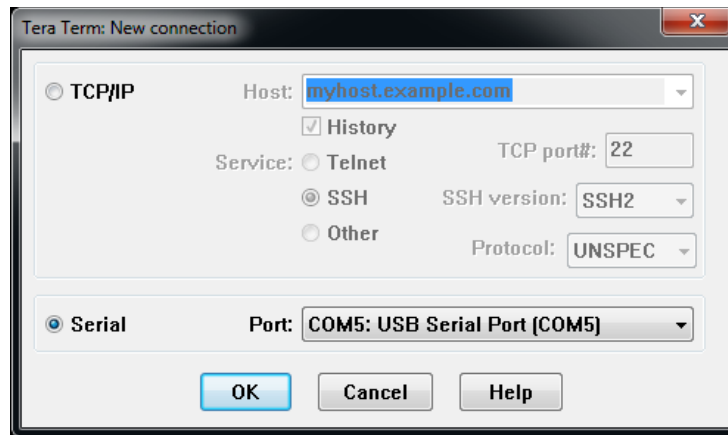 Tera Term: New connection
TCP/IP Host: myhost.example.com
History
Service: Telnet TCP port#: 22
SSH SSH version: SSH2
Other Protocol: UNSPEC
Serial Port: COM5: USB Serial Port (COM5)
OK Cancel Help